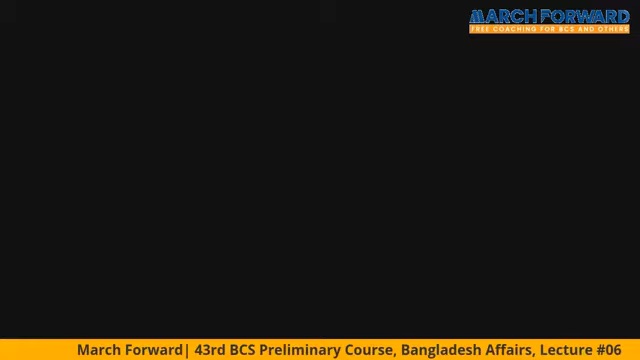 MARCH FORWARD
FREE COACHING FOR BCS AND OTHERS
March Forward| 43rd BCS Preliminary Course, Bangladesh Affairs, Lecture #06